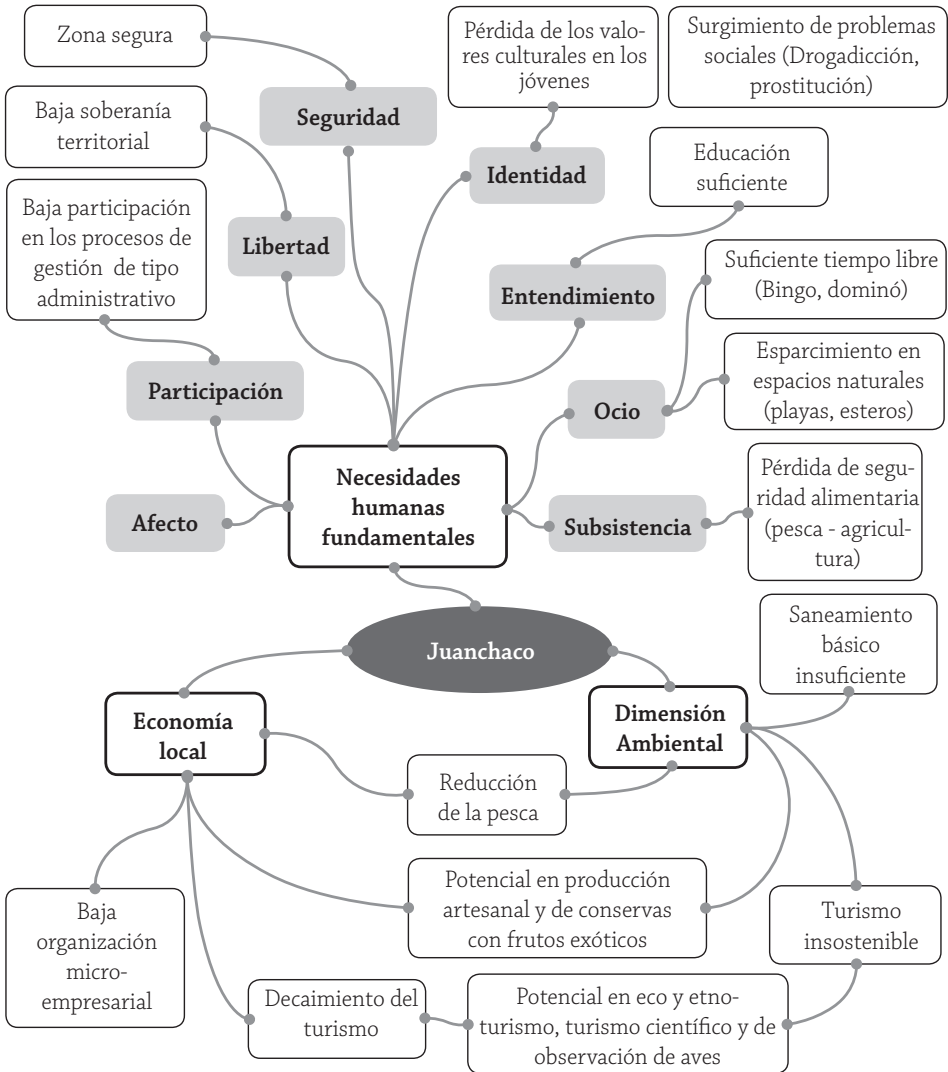 Zona segura
Pérdida de los valo-
res culturales en los
jóvenes
Surgimiento de problemas
sociales (Drogadicción,
prostitución)
Baja soberanía
territorial
Seguridad
Identidad
Educación
suficiente
Baja participación
en los procesos de
gestión de tipo
administrativo
Libertad
Entendimiento
Suficiente tiempo libre
(Bingo, dominó)
Participación
Ocio
Esparcimiento en
espacios naturales
(playas, esteros)
Afecto
Necesidades
humanas
fundamentales
Subsistencia
Pérdida de segu-
ridad alimentaria
(pesca - agricul-
tura)
Juanchaco
Saneamiento
básico
insuficiente
Economía
local
Dimensión
Ambiental
Reducción
de la pesca
Potencial en producción
artesanal y de conservas
con frutos exóticos
Baja
organización
micro-
empresarial
Turismo
insostenible
Decaimiento del
turismo
Potencial en eco y etno-
turismo, turismo científico y de
observación de aves